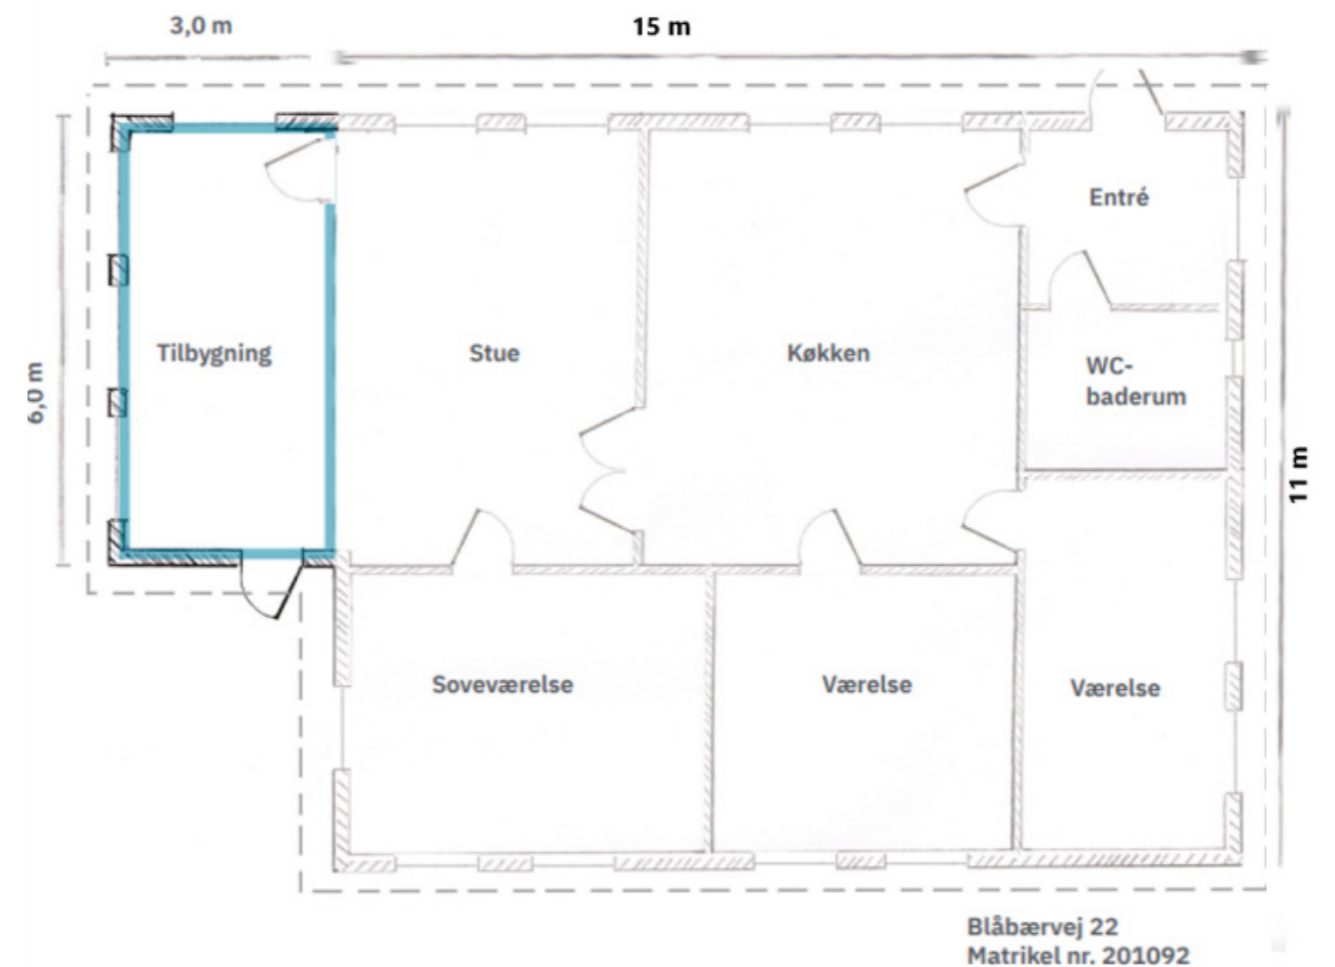 3,0 m
15 m
Entré
Tilbygning
Stue
Køkken
WC-
baderum
6,0 m
11 m
Soveværelse
Værelse
Værelse
Blåbærvej 22
Matrikel nr. 201092